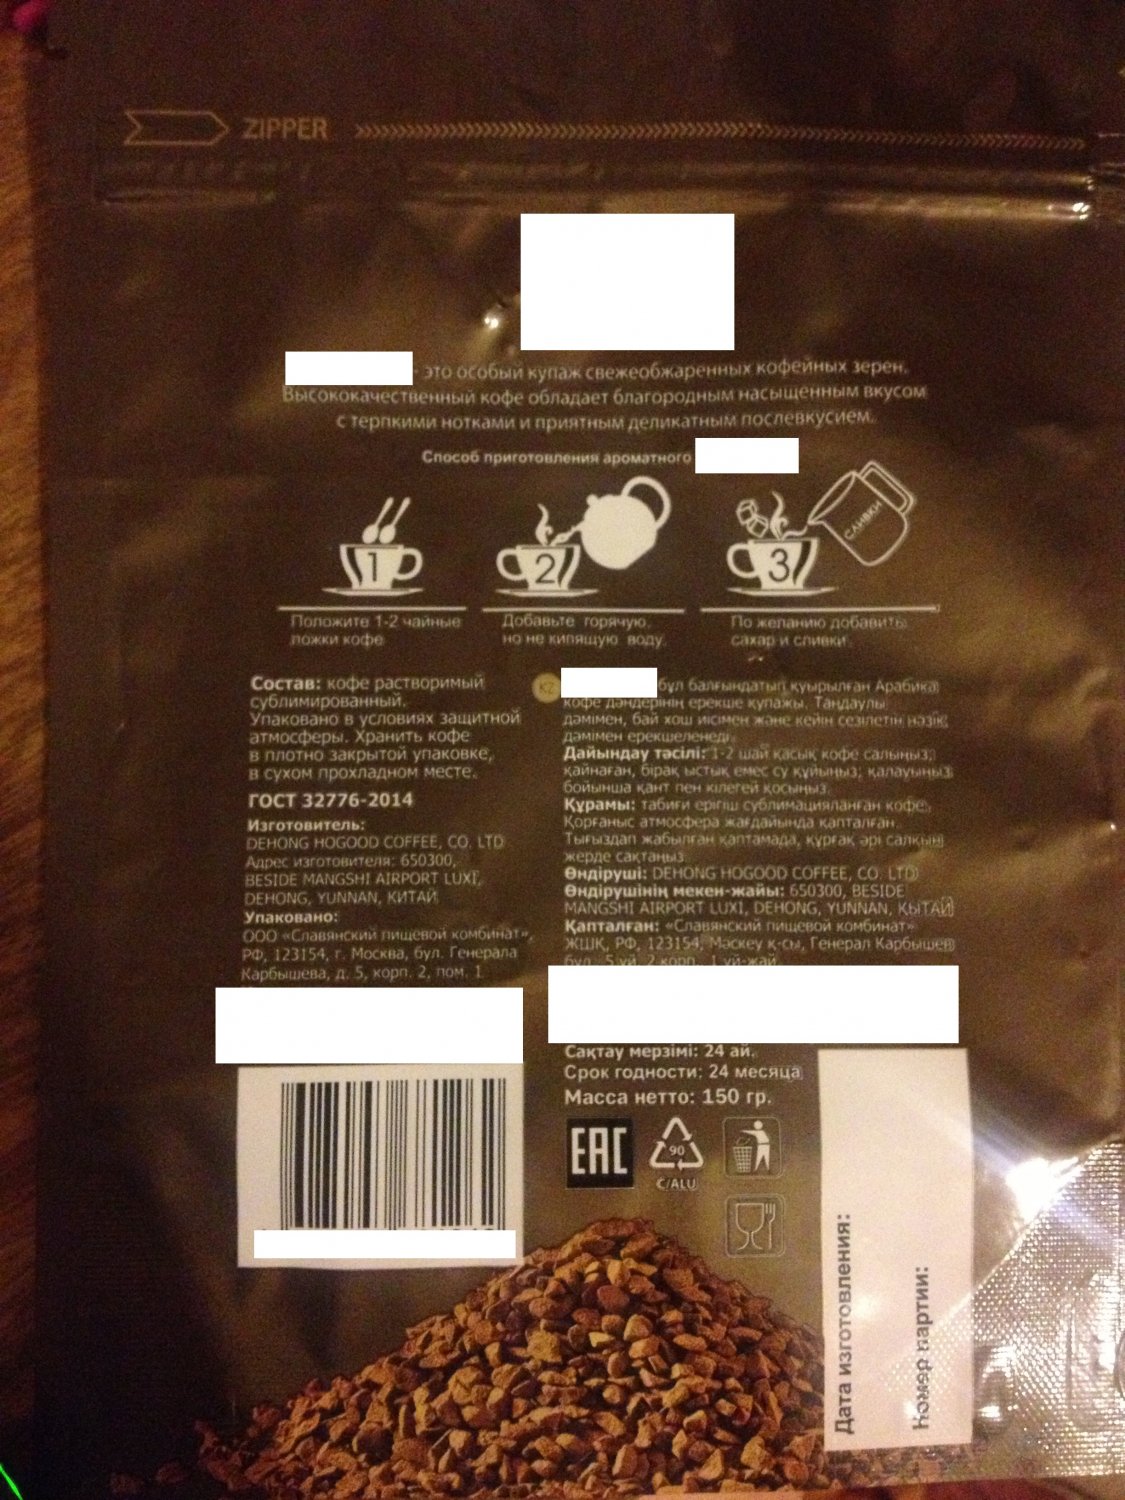 ZIPPER
- это особый купаж свежеобжаренных кофейных зерен.
Высококачественный кофе обладает благородным насыщенным вкусом
с терпкими нотками и приятным деликатным послевкусием.
Способ приготовления ароматного
СЛИВКИ
1
2
3
Положите 1-2 чайные
ложки кофе
Добавьте горячую,
но не кипящую воду.
По желанию добавить
сахар и сливки.
Состав: кофе растворимый
сублимированный.
Упаковано в условиях защитной
атмосферы. Хранить кофе
в плотно закрытой упаковке,
в сухом прохладном месте.
ГОСТ 32776-2014
Изготовитель:
DEHONG HOGOOD COFFEE, CO. LTD
Адрес изготовителя: 650300,
BESIDE MANGSHI AIRPORT LUXI,
DEHONG, YUNNAN, КИТАЙ
Упаковано:
ООО «Славянский пищевой комбинат»,
РФ, 123154, г. Москва, бул. Генерала
Карбышева, д. 5, корп. 2, пом. 1
KZ
бұл балғындатып қуырылған Арабика
кофе дәндерінің ерекше купажы. Таңдаулы
дәмімен, бай хош иісімен және кейін сезілетін нәзік
дәмімен ерекшеленеді.
Дайындау тәсілі: 1-2 шай қасық кофе салыңыз;
қайнаған, бірақ ыстық емес су құйыңыз; қалауыңыз
бойынша қант пен кілегей қосыңыз.
Құрамы: табиғи ерігіш сублимацияланған кофе.
Қорғаныс атмосфера жағдайында қапталған.
Тығыздап жабылған қаптамада, құрғақ әрі салқын
жерде сақтаңыз.
Өндіруші: DEHONG HOGOOD COFFEE, CO. LTD
Өндірушінің мекен-жайы: 650300, BESIDE
MANGSHI AIRPORT LUXI, DEHONG, YUNNAN, ҚЫТАЙ
Қапталған: «Славянский пищевой комбинат»
ЖШҚ, РФ, 123154, Мәскеу қ-сы, Генерал Карбышев
бул., 5 үй, 2 корп., 1 үй-жай
Сақтау мерзімі: 24 ай.
Срок годности: 24 месяца
Масса нетто: 150 гр.
EAC
90
C/ALU
Дата изготовления:
Номер партии: